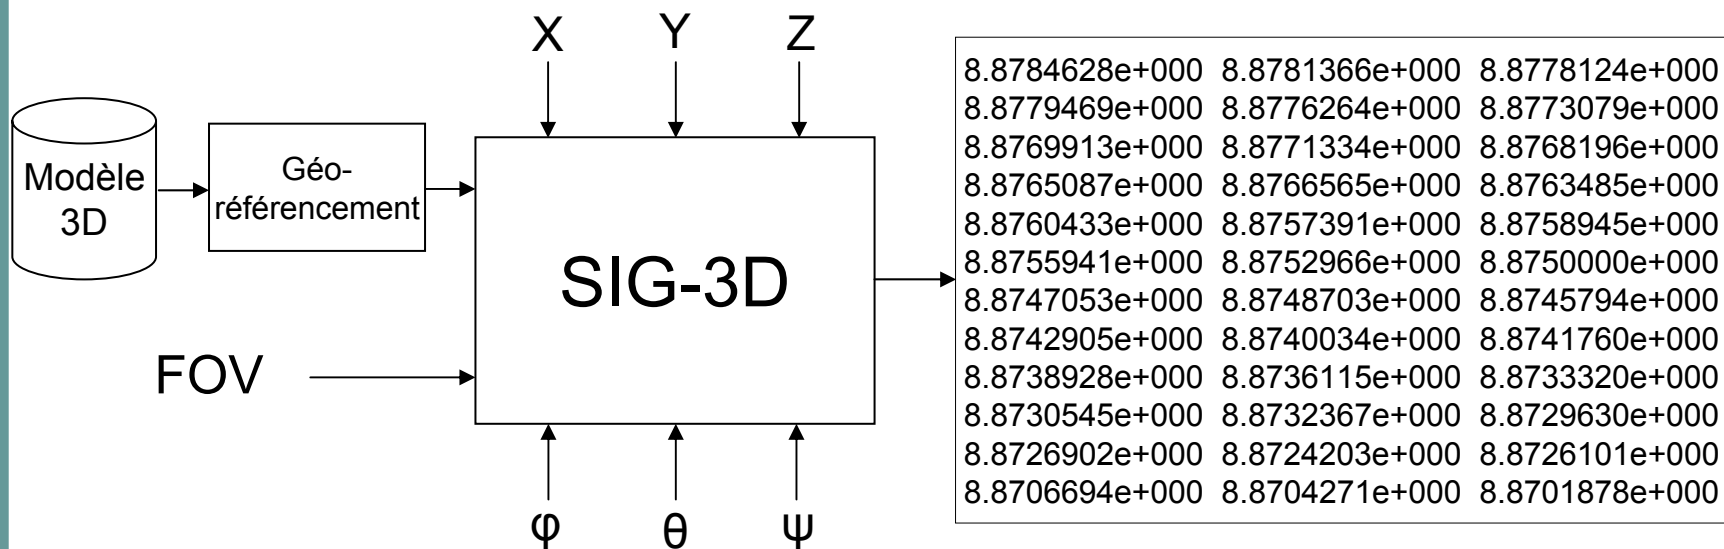 X Y Z
Modèle
3D
Géo-
référencement
FOV
SIG-3D
φ θ ψ
8.8784628e+000 8.8781366e+000 8.8778124e+000
8.8779469e+000 8.8776264e+000 8.8773079e+000
8.8769913e+000 8.8771334e+000 8.8768196e+000
8.8765087e+000 8.8766565e+000 8.8763485e+000
8.8760433e+000 8.8757391e+000 8.8758945e+000
8.8755941e+000 8.8752966e+000 8.8750000e+000
8.8747053e+000 8.8748703e+000 8.8745794e+000
8.8742905e+000 8.8740034e+000 8.8741760e+000
8.8738928e+000 8.8736115e+000 8.8733320e+000
8.8730545e+000 8.8732367e+000 8.8729630e+000
8.8726902e+000 8.8724203e+000 8.8726101e+000
8.8706694e+000 8.8704271e+000 8.8701878e+000